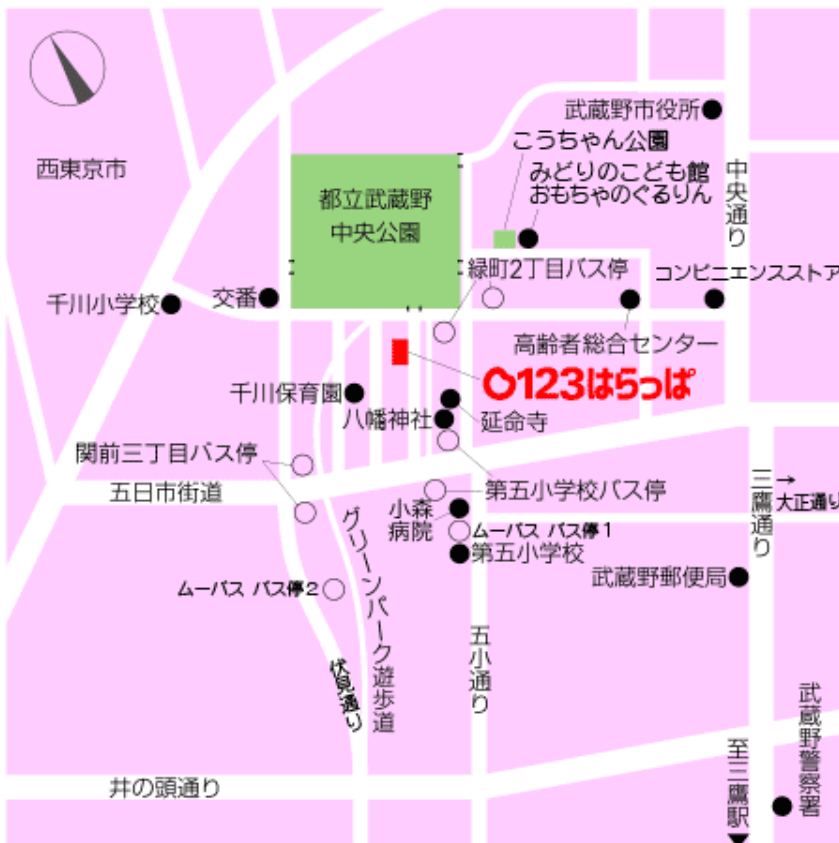 武蔵野市役所
こうちゃん公園
西東京市
みどりのこども館
おもちゃのぐるりん
都立武蔵野
中央公園
中央通り
緑町2丁目バス停
コンビニエンスストア
千川小学校
交番
高齢者総合センター
123はらっぱ
千川保育園
八幡神社
延命寺
関前三丁目バス停
五日市街道
第五小学校バス停
三鷹通り
→
大正通り
小森
病院
グリーンパーク遊歩道
ムーバス バス停1
第五小学校
武蔵野郵便局
ムーバス バス停2
伏見通り
五小通り
武蔵野警察署
至三鷹駅
井の頭通り